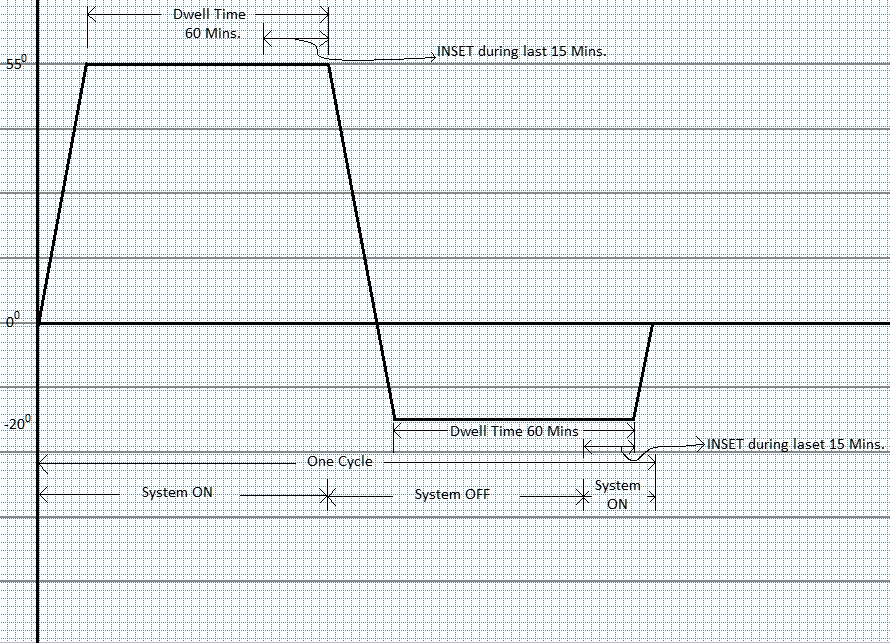 Dwell Time
60 Mins.
INSET during last 15 Mins.
55⁰
0⁰
-20⁰
Dwell Time 60 Mins
INSET during laset 15 Mins.
One Cycle
System ON
System OFF
System
ON